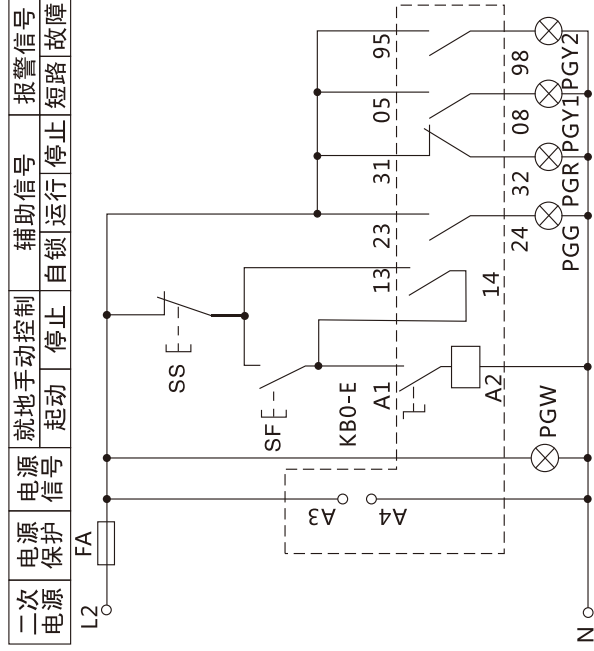 二次
电源
电源
保护
电源
信号
就地手动控制
起动
停止
辅助信号
自锁
运行
停止
报警信号
短路
故障
L2
FA
SS
SF
KB0-E
A3
A4
A1
A2
13
14
23
24
31
32
05
08
95
98
PGW
PGG
PGR
PGY1
PGY2
N